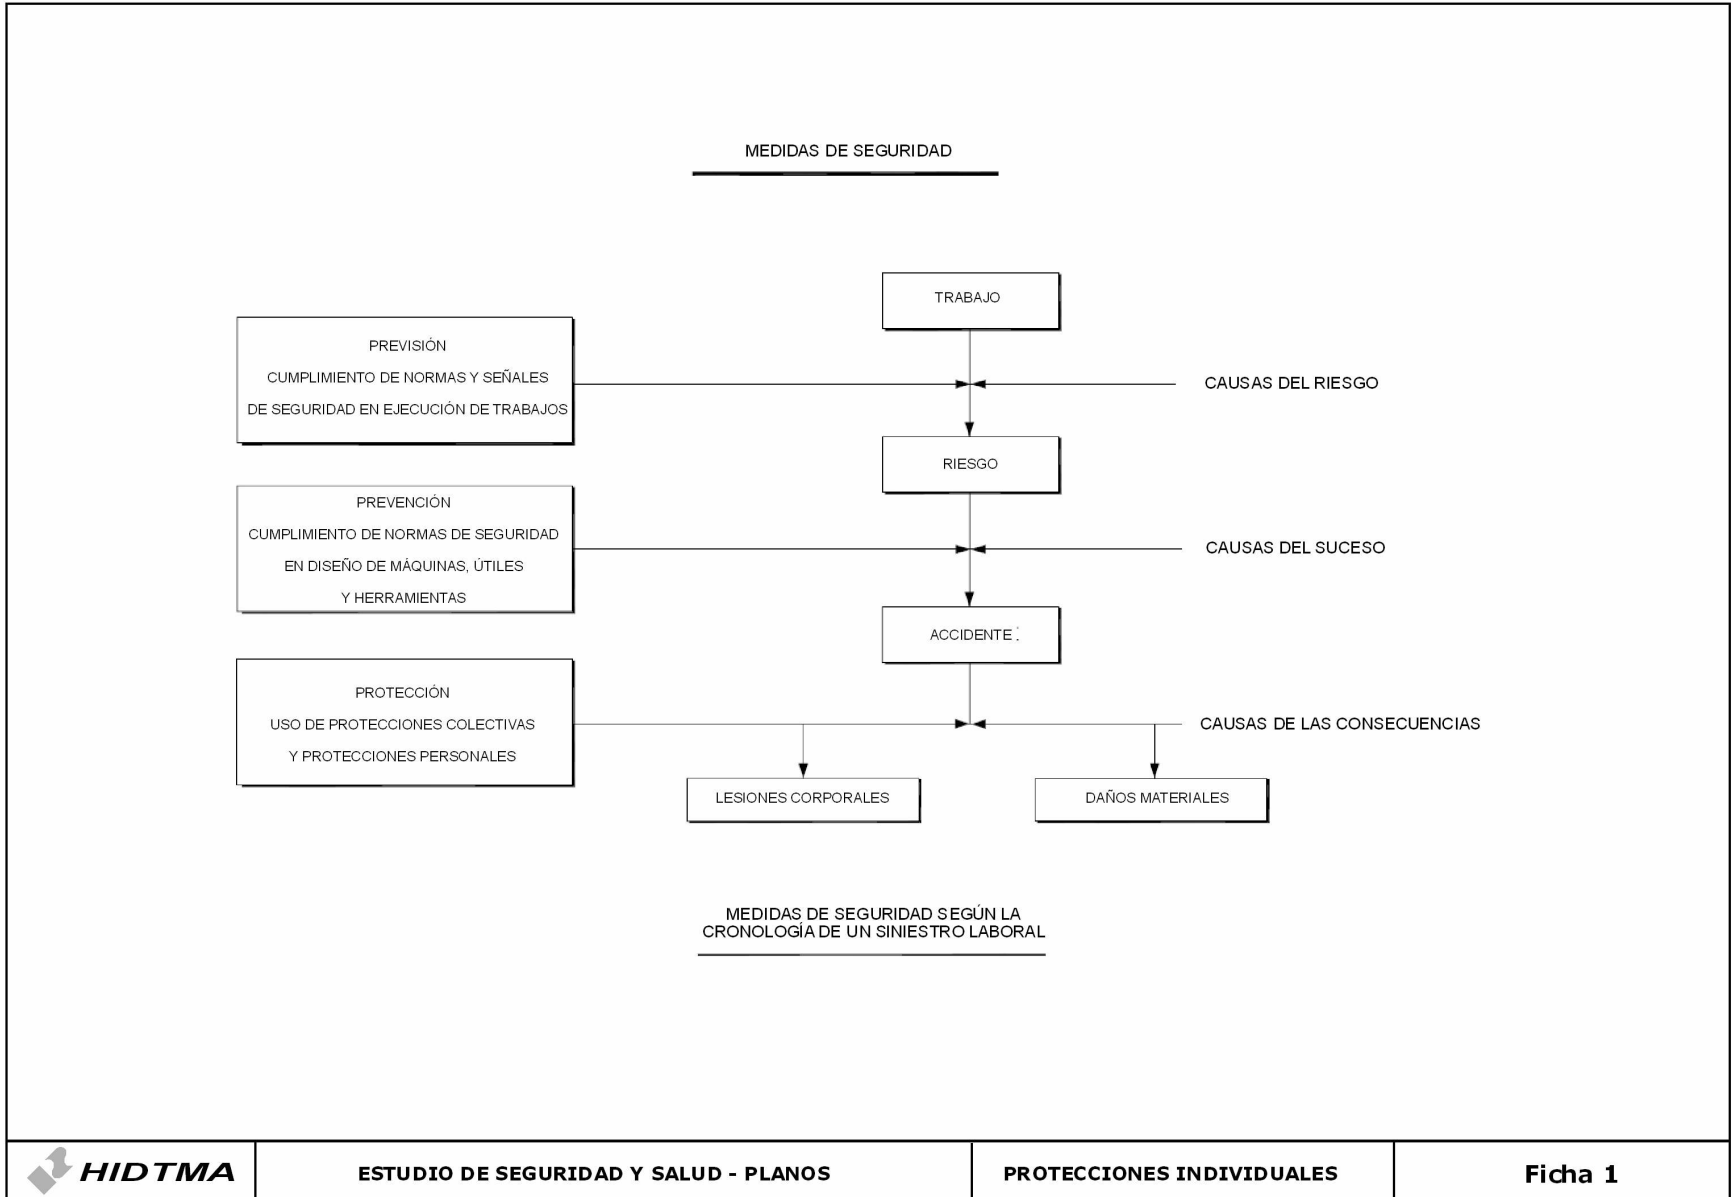 MEDIDAS DE SEGURIDAD
TRABAJO
PREVISIÓN
CUMPLIMIENTO DE NORMAS Y SEÑALES
DE SEGURIDAD EN EJECUCIÓN DE TRABAJOS
CAUSAS DEL RIESGO
RIESGO
PREVENCIÓN
CUMPLIMIENTO DE NORMAS DE SEGURIDAD
EN DISEÑO DE MÁQUINAS, ÚTILES
Y HERRAMIENTAS
CAUSAS DEL SUCESO
ACCIDENTE
PROTECCIÓN
USO DE PROTECCIONES COLECTIVAS
Y PROTECCIONES PERSONALES
CAUSAS DE LAS CONSECUENCIAS
LESIONES CORPORALES
DAÑOS MATERIALES
MEDIDAS DE SEGURIDAD SEGÚN LA
CRONOLOGÍA DE UN SINIESTRO LABORAL
HIDTMA
ESTUDIO DE SEGURIDAD Y SALUD - PLANOS
PROTECCIONES INDIVIDUALES
Ficha 1